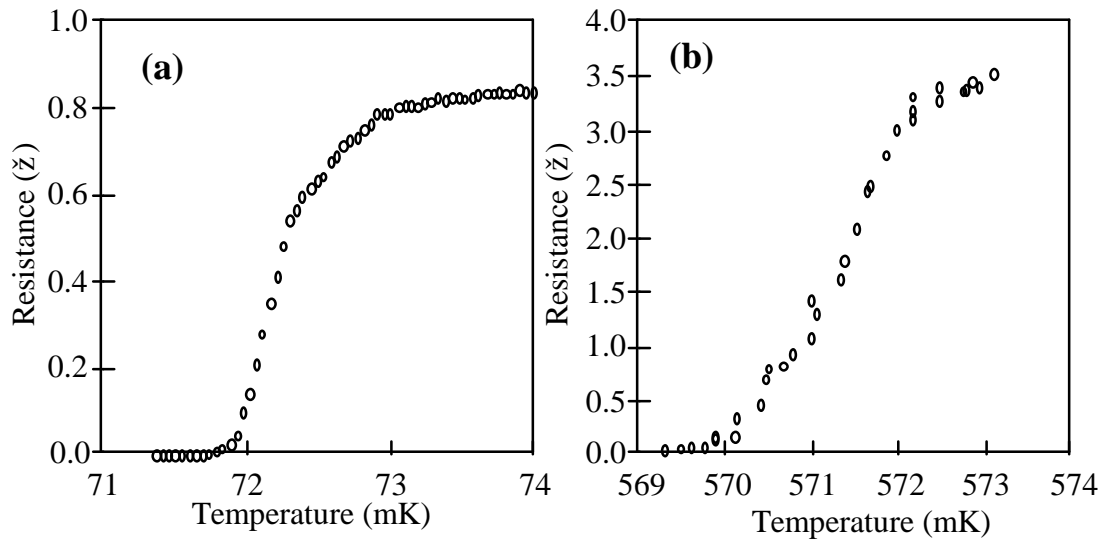 (a)
1.0
0.8
0.6
0.4
0.2
0.0
Resistance (ž)
71 72 73 74
Temperature (mK)
(b)
4.0
3.5
3.0
2.5
2.0
1.5
1.0
0.5
0.0
Resistance (ž)
569 570 571 572 573 574
Temperature (mK)